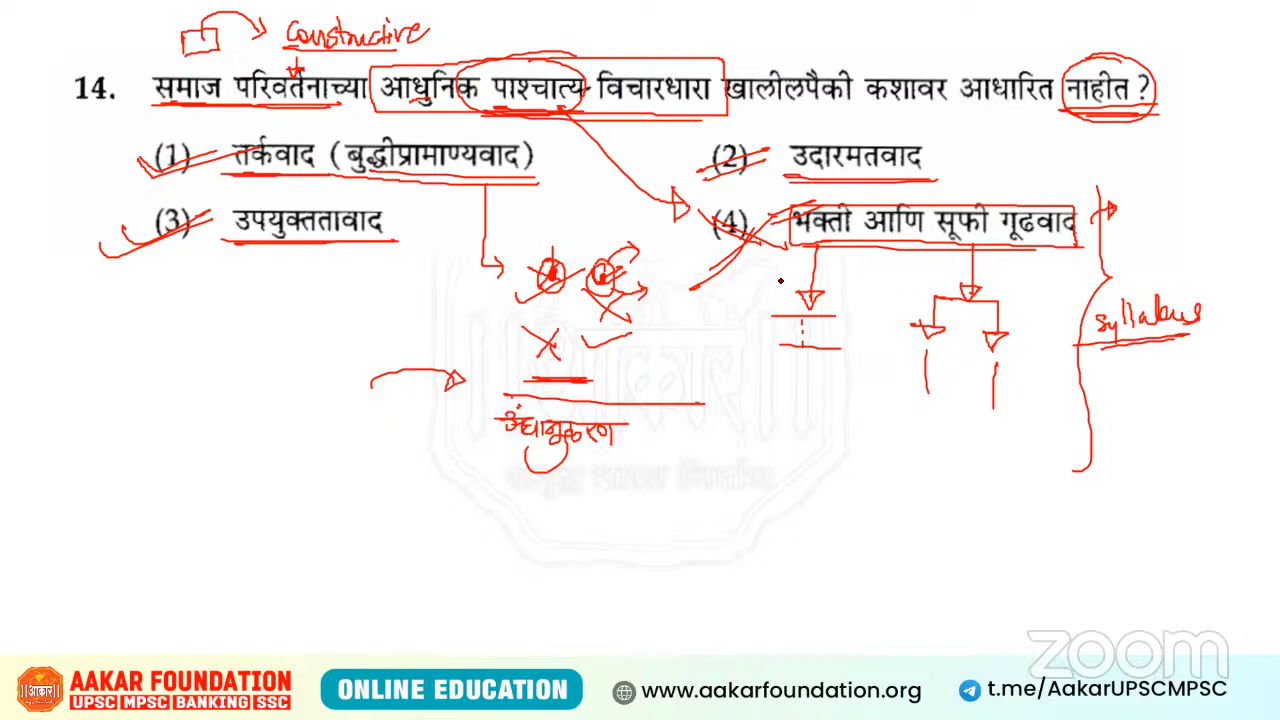 constructive
14. समाज परिवर्तनाच्या आधुनिक पाश्चात्य विचारधारा खालीलपैकी कशावर आधारित नाहीत ?
(1) तर्कवाद (बुद्धीप्रामाण्यवाद) (2) उदारमतवाद
(3) उपयुक्ततावाद (4) भक्ती आणि सूफी गूढवाद
syllabus
अंधानुकरण
zoom
॥आकार॥ AAKAR FOUNDATION
UPSC MPSC BANKING SSC
ONLINE EDUCATION
www.aakarfoundation.org
t.me/AakarUPSCMPSC